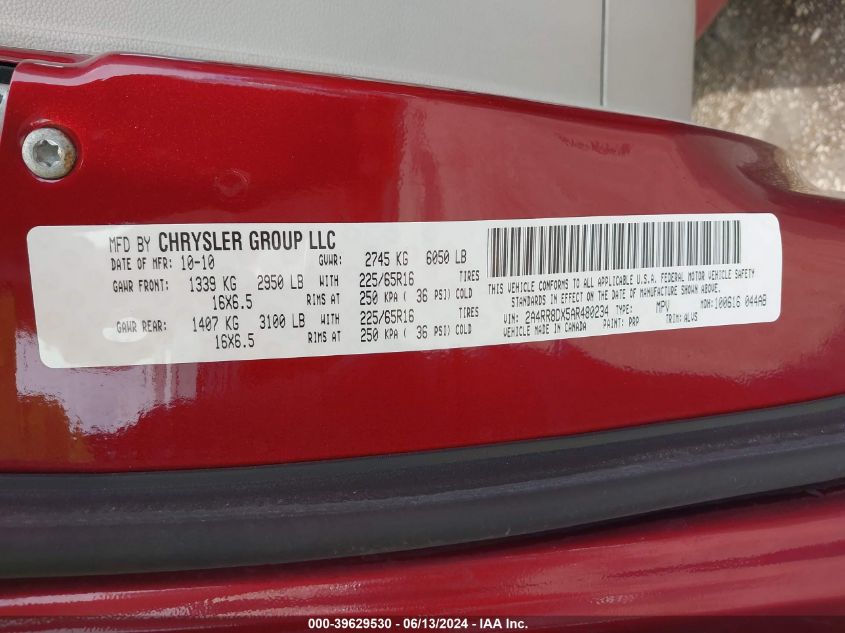 MFD BY CHRYSLER GROUP LLC
DATE OF MFR: 10-10 GVWR: 2745 KG 6050 LB
GAWR FRONT: 1339 KG 2950 LB WITH 225/65R16 TIRES
16X6.5 RIMS AT 250 KPA ( 36 PSI) COLD
GAWR REAR: 1407 KG 3100 LB WITH 225/65R16 TIRES
16X6.5 RIMS AT 250 KPA ( 36 PSI) COLD
THIS VEHICLE CONFORMS TO ALL APPLICABLE U.S.A. FEDERAL MOTOR VEHICLE SAFETY
STANDARDS IN EFFECT ON THE DATE OF MANUFACTURE SHOWN ABOVE.
VIN: 2A4RR8DX5AR480234 TYPE: MPV MDH: 100616 044AB
VEHICLE MADE IN CANADA PAINT: PRP TRIM: ALVS
000-39629530 - 06/13/2024 - IAA Inc.